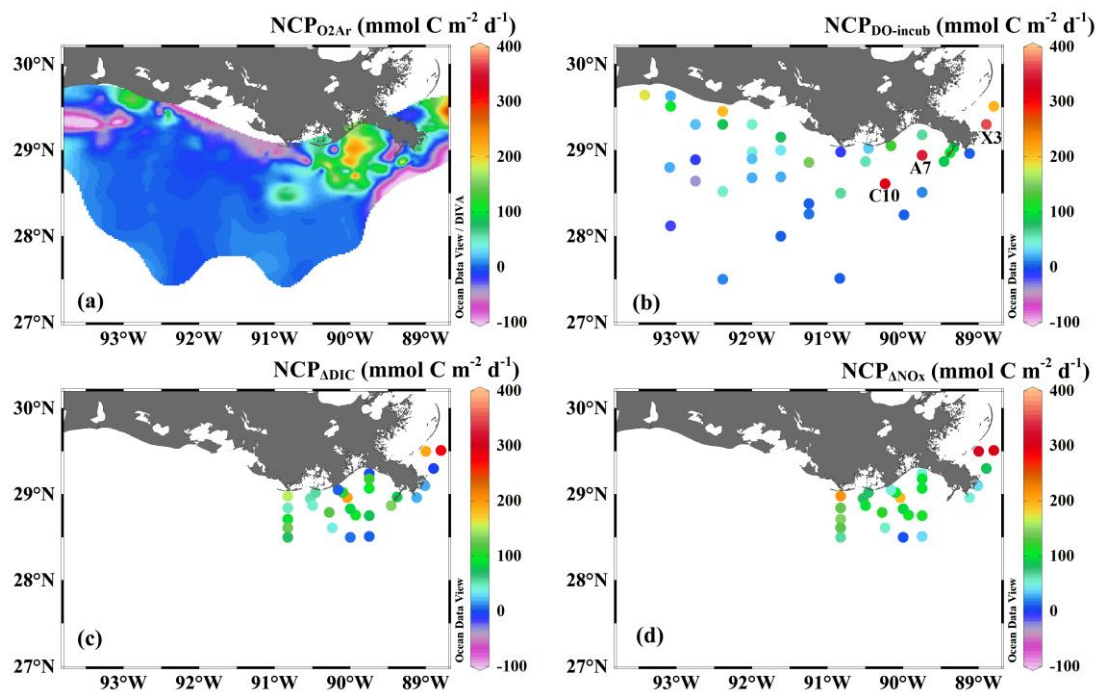 NCP_O2Ar (mmol C m⁻² d⁻¹)
30°N
29°N
28°N
27°N
93°W 92°W 91°W 90°W 89°W
400
300
200
100
0
-100
Ocean Data View / DIVA
(a)
NCP_DO-incub (mmol C m⁻² d⁻¹)
30°N
29°N
28°N
27°N
93°W 92°W 91°W 90°W 89°W
400
300
200
100
0
-100
Ocean Data View
X3
A7
C10
(b)
NCP_ΔDIC (mmol C m⁻² d⁻¹)
30°N
29°N
28°N
27°N
93°W 92°W 91°W 90°W 89°W
400
300
200
100
0
-100
Ocean Data View
(c)
NCP_ΔNOx (mmol C m⁻² d⁻¹)
30°N
29°N
28°N
27°N
93°W 92°W 91°W 90°W 89°W
400
300
200
100
0
-100
Ocean Data View
(d)